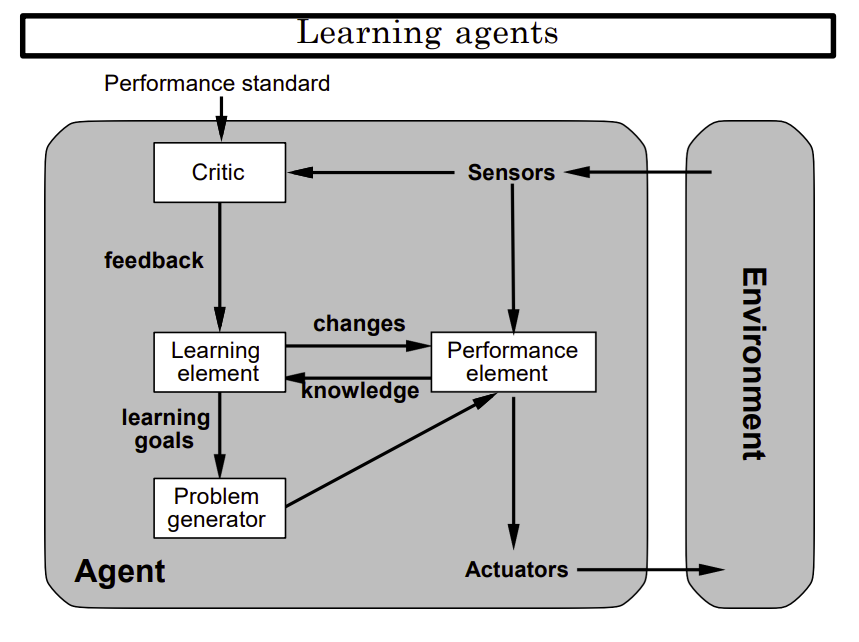 Learning agents
Performance standard
Critic
Sensors
feedback
changes
Learning
element
Performance
element
knowledge
learning
goals
Problem
generator
Agent
Actuators
Environment